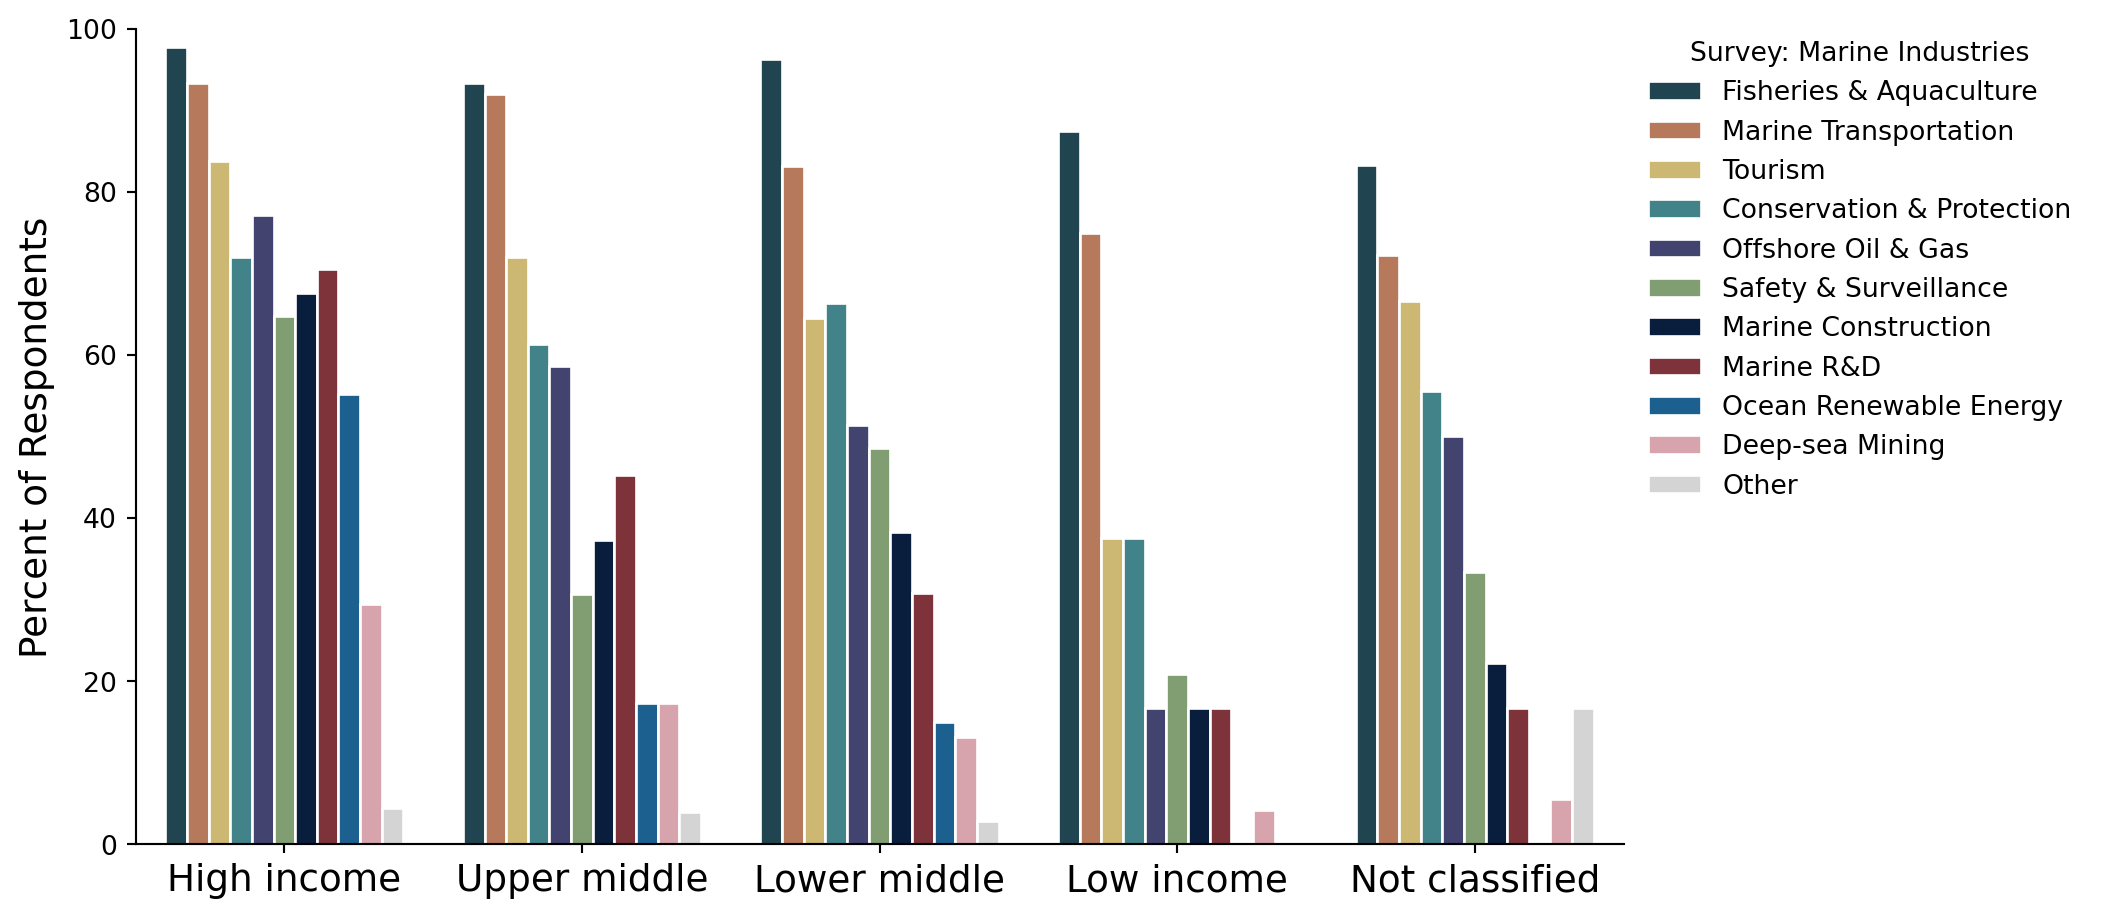 Percent of Respondents
100
80
60
40
20
0
High income
Upper middle
Lower middle
Low income
Not classified
Survey: Marine Industries
Fisheries & Aquaculture
Marine Transportation
Tourism
Conservation & Protection
Offshore Oil & Gas
Safety & Surveillance
Marine Construction
Marine R&D
Ocean Renewable Energy
Deep-sea Mining
Other